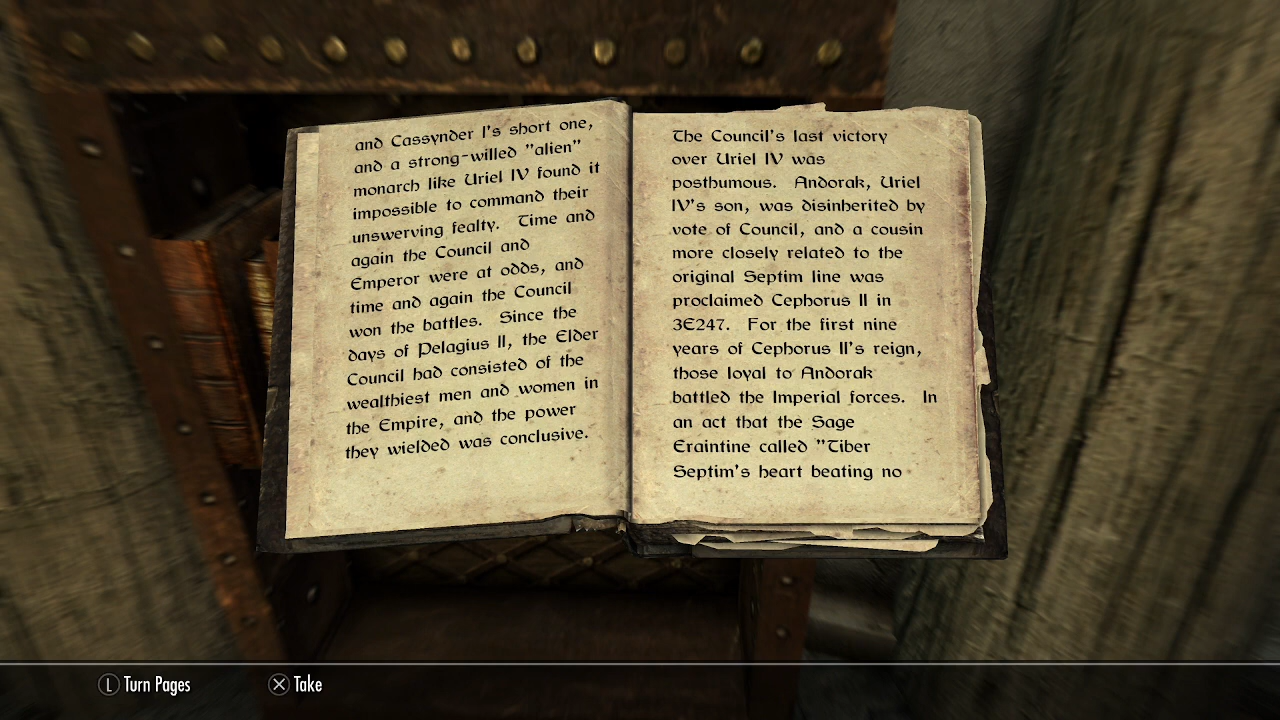 and Cassynder I's short one,
and a strong-willed "alien"
monarch like Uriel IV found it
impossible to command their
unswerving fealty.  Time and
again the Council and
Emperor were at odds, and
time and again the Council
won the battles.  Since the
days of Pelagius II, the Elder
Council had consisted of the
wealthiest men and women in
the Empire, and the power
they wielded was conclusive.
The Council's last victory
over Uriel IV was
posthumous.  Andorak, Uriel
IV's son, was disinherited by
vote of Council, and a cousin
more closely related to the
original Septim line was
proclaimed Cephorus II in
3E247.  For the first nine
years of Cephorus II's reign,
those loyal to Andorak
battled the Imperial forces.  In
an act that the Sage
Eraintine called "Tiber
Septim's heart beating no
L Turn Pages
X Take